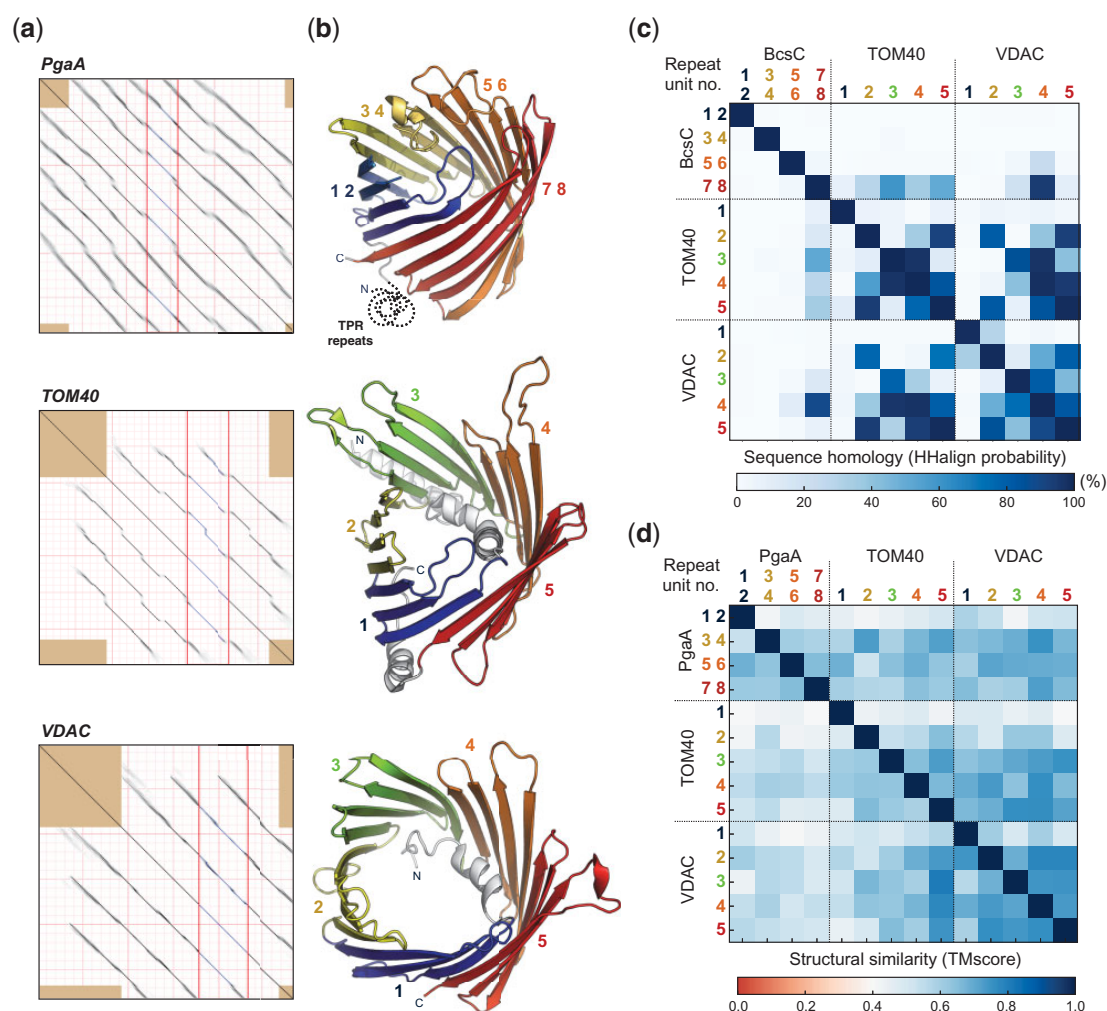 (a)
PgaA
TOM40
VDAC
(b)
5 6
3 4
1 2
7 8
C
N
TPR
repeats
3
N
4
2
C
5
1
4
3
N
2
5
1
C
(c)
BcsC TOM40 VDAC
Repeat
unit no.
1 3 5 7
2 4 6 8 1 2 3 4 5 1 2 3 4 5
BcsC
1 2
3 4
5 6
7 8
TOM40
1
2
3
4
5
VDAC
1
2
3
4
5
Sequence homology (HHalign probability)
0 20 40 60 80 100 (%)
(d)
PgaA TOM40 VDAC
Repeat
unit no.
1 3 5 7
2 4 6 8 1 2 3 4 5 1 2 3 4 5
PgaA
1 2
3 4
5 6
7 8
TOM40
1
2
3
4
5
VDAC
1
2
3
4
5
Structural similarity (TMscore)
0.0 0.2 0.4 0.6 0.8 1.0